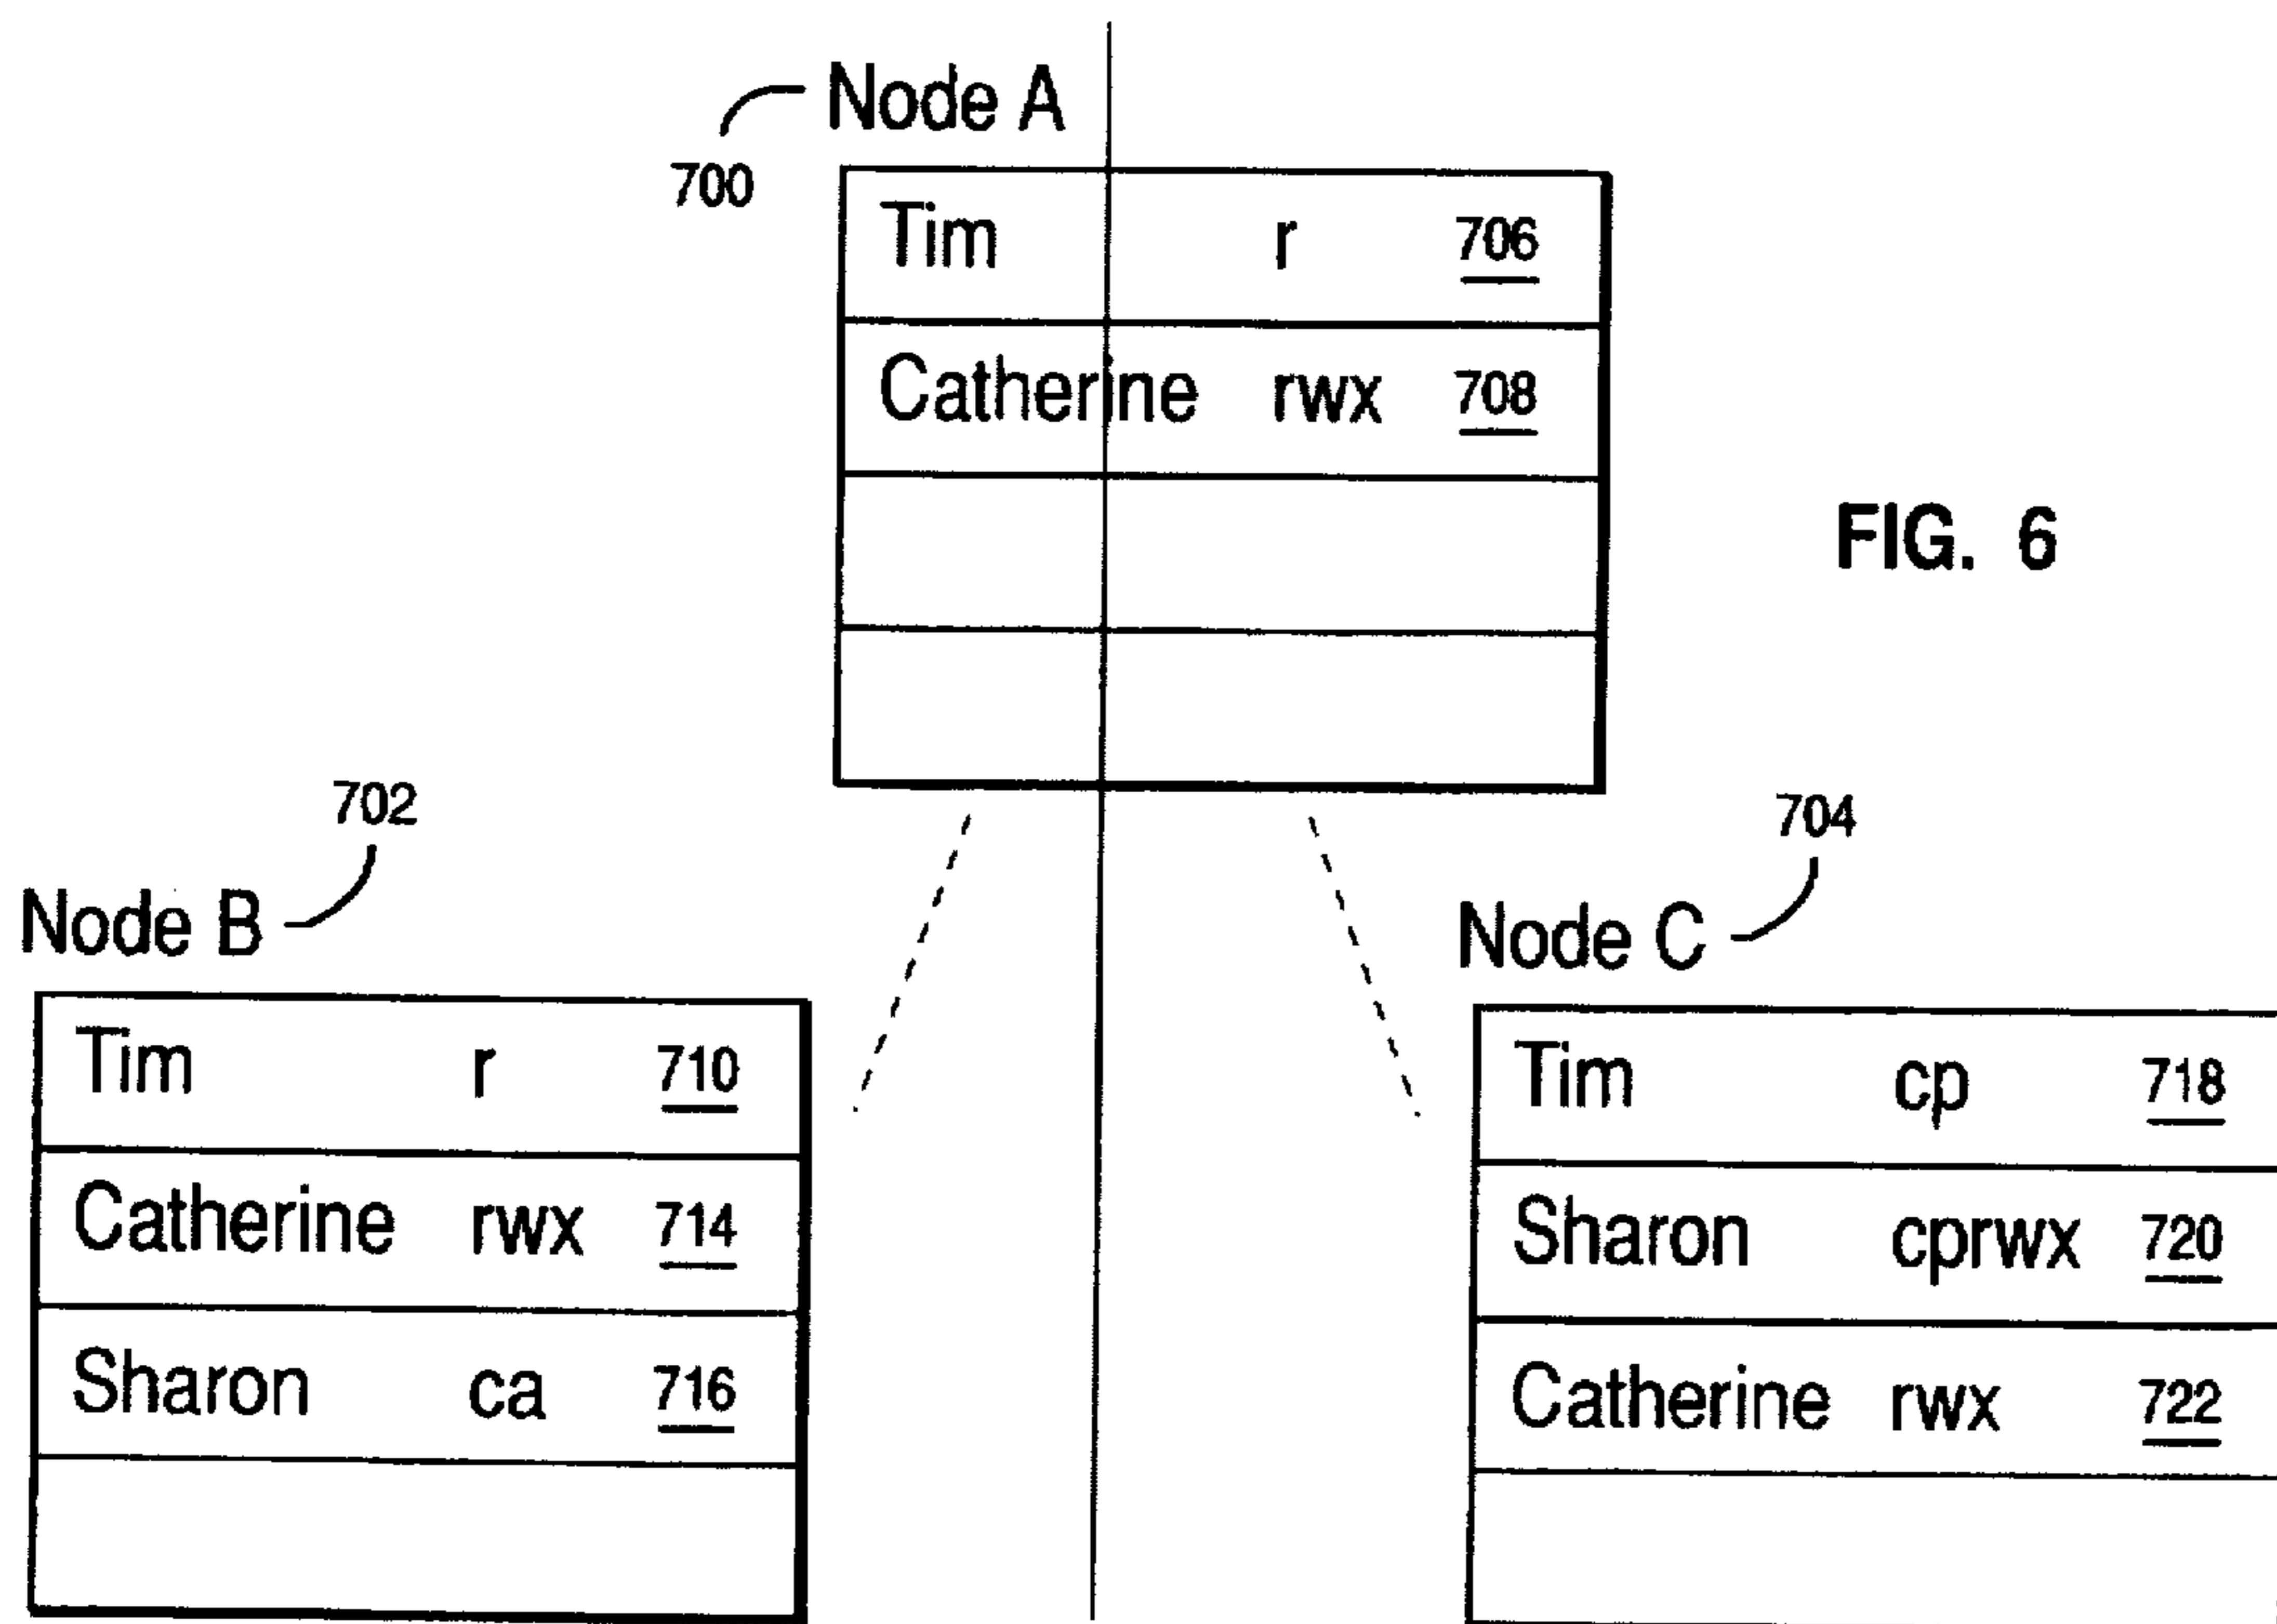 Node A
700
Tim r 706
Catherine rwx 708
FIG. 6
702
Node B
Tim r 710
Catherine rwx 714
Sharon ca 716
704
Node C
Tim cp 718
Sharon cprwx 720
Catherine rwx 722